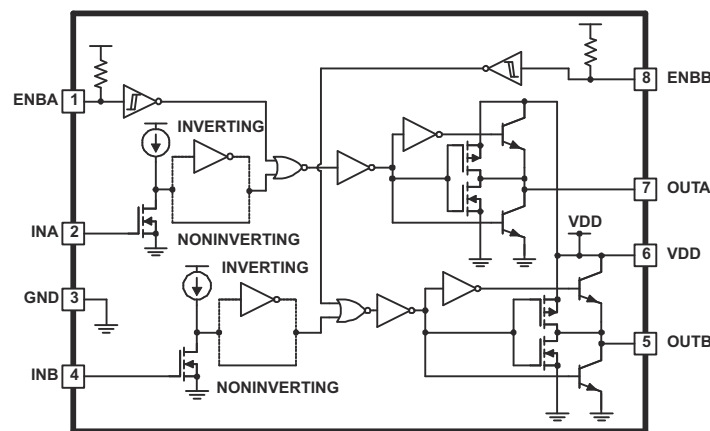 ENBA 1
8 ENBB
INVERTING
7 OUTA
INA 2
NONINVERTING
VDD
INVERTING
6 VDD
GND 3
5 OUTB
INB 4
NONINVERTING